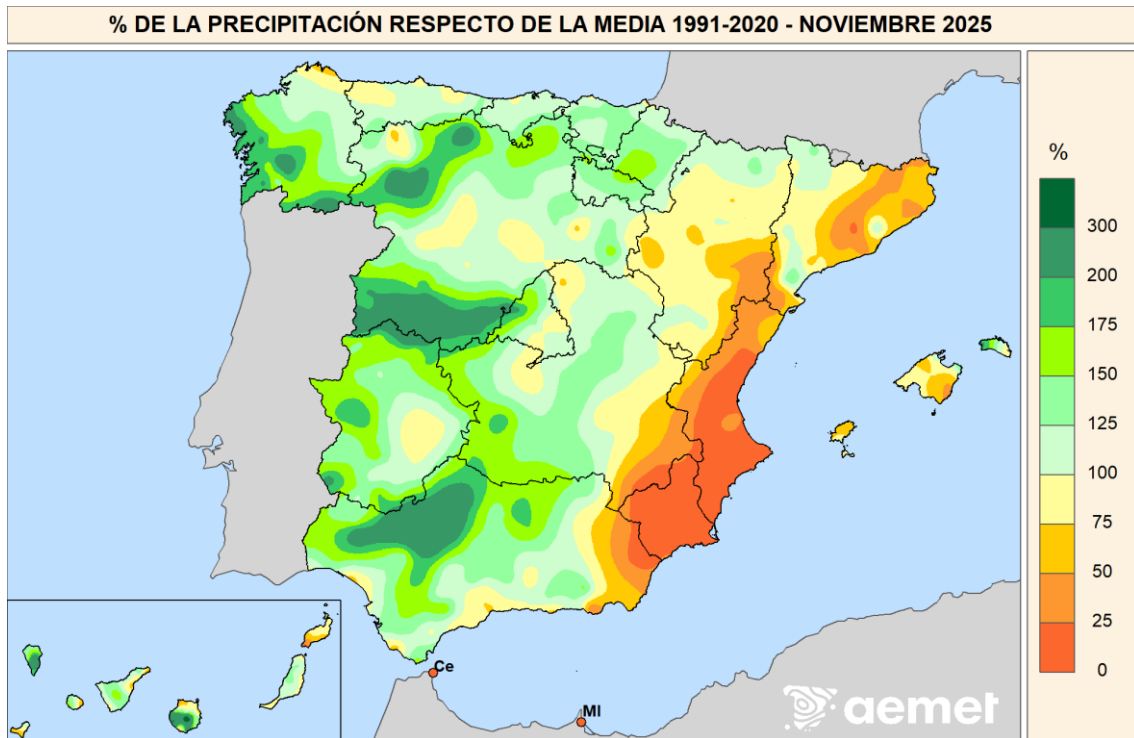 % DE LA PRECIPITACIÓN RESPECTO DE LA MEDIA 1991-2020 - NOVIEMBRE 2025
%
300
200
175
150
125
100
75
50
25
0
Ce
Ml
aemet